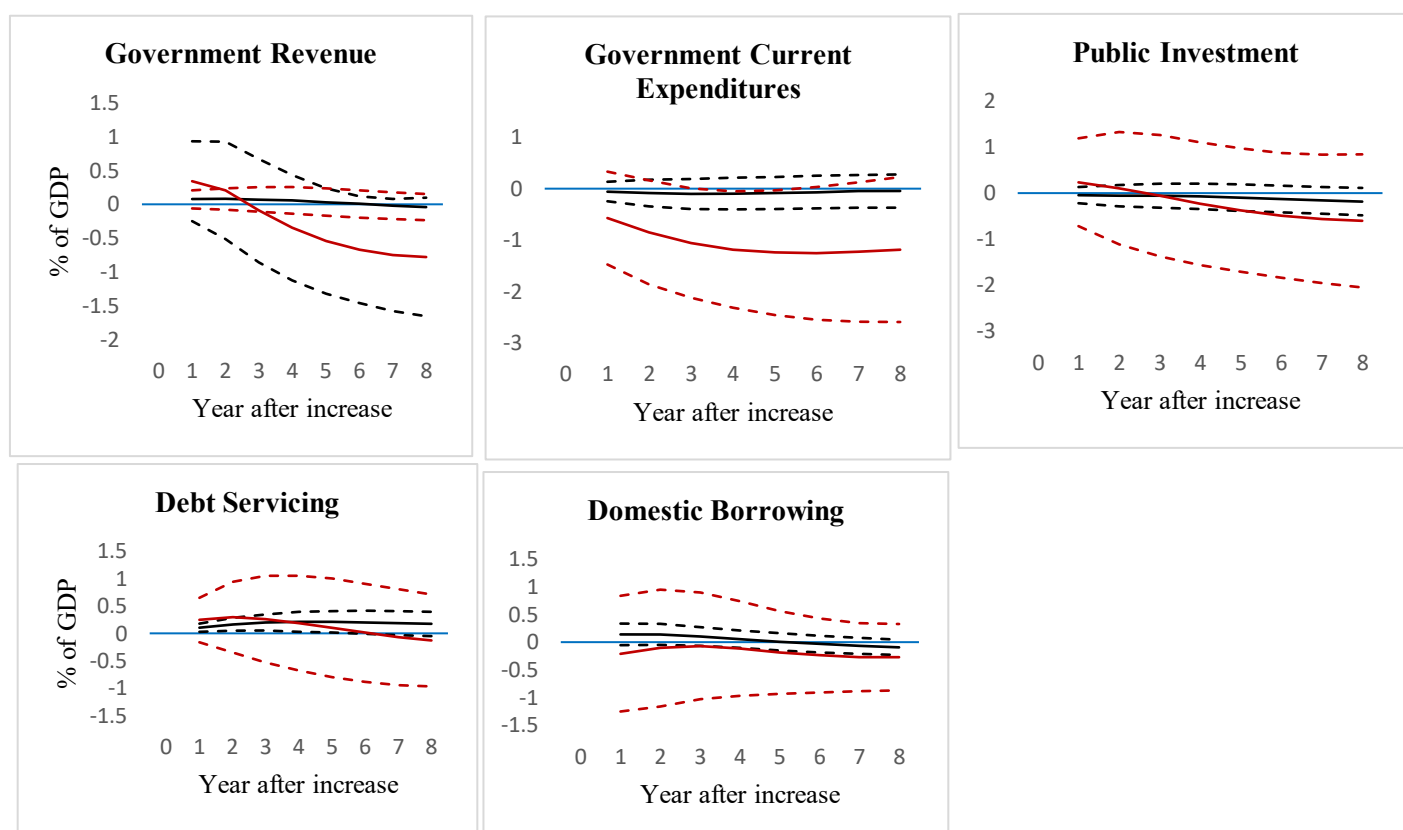 Government Revenue
% of GDP
1.5
1
0.5
0
-0.5
-1
-1.5
-2
0 1 2 3 4 5 6 7 8
Year after increase
Government Current
Expenditures
1
0
-1
-2
-3
0 1 2 3 4 5 6 7 8
Year after increase
Public Investment
2
1
0
-1
-2
-3
0 1 2 3 4 5 6 7 8
Year after increase
Debt Servicing
% of GDP
1.5
1
0.5
0
-0.5
-1
-1.5
0 1 2 3 4 5 6 7 8
Year after increase
Domestic Borrowing
1.5
1
0.5
0
-0.5
-1
-1.5
0 1 2 3 4 5 6 7 8
Year after increase